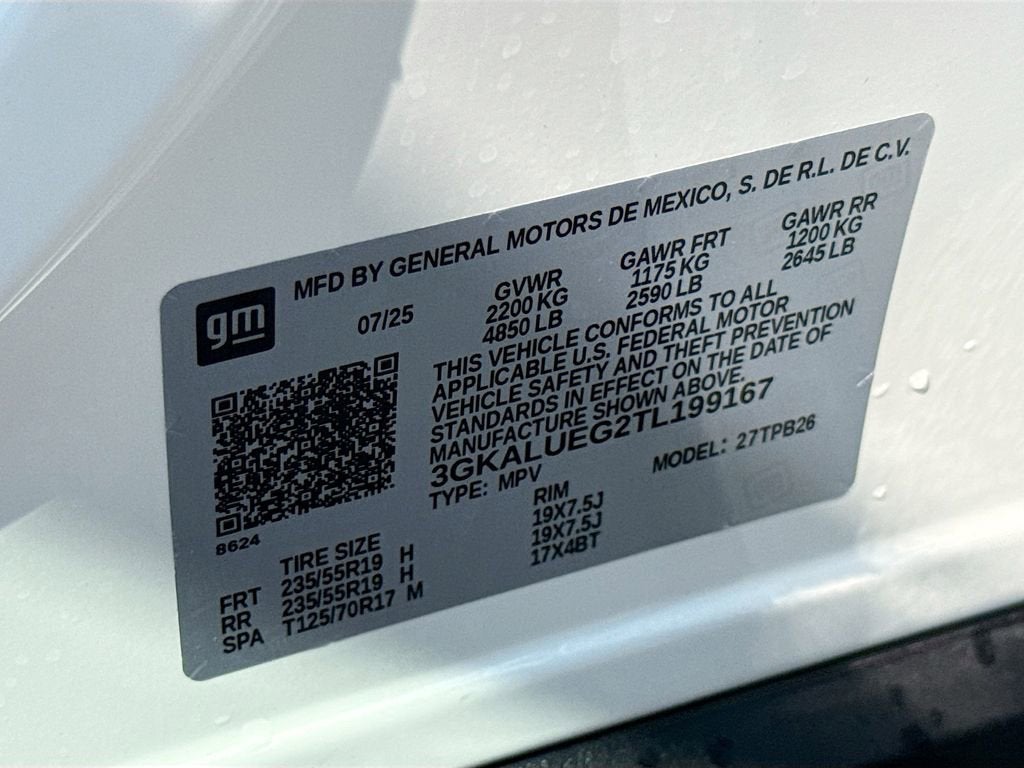 MFD BY GENERAL MOTORS DE MEXICO, S. DE R.L. DE C.V.
gm
07/25
GVWR GAWR FRT GAWR RR
2200 KG 1175 KG 1200 KG
4850 LB 2590 LB 2645 LB
THIS VEHICLE CONFORMS TO ALL
APPLICABLE U.S. FEDERAL MOTOR
VEHICLE SAFETY AND THEFT PREVENTION
STANDARDS IN EFFECT ON THE DATE OF
MANUFACTURE SHOWN ABOVE.
3GKALUEG2TL199167
TYPE: MPV MODEL: 27TPB26
8624
TIRE SIZE RIM
FRT 235/55R19 H 19X7.5J
RR 235/55R19 H 19X7.5J
SPA T125/70R17 M 17X4BT